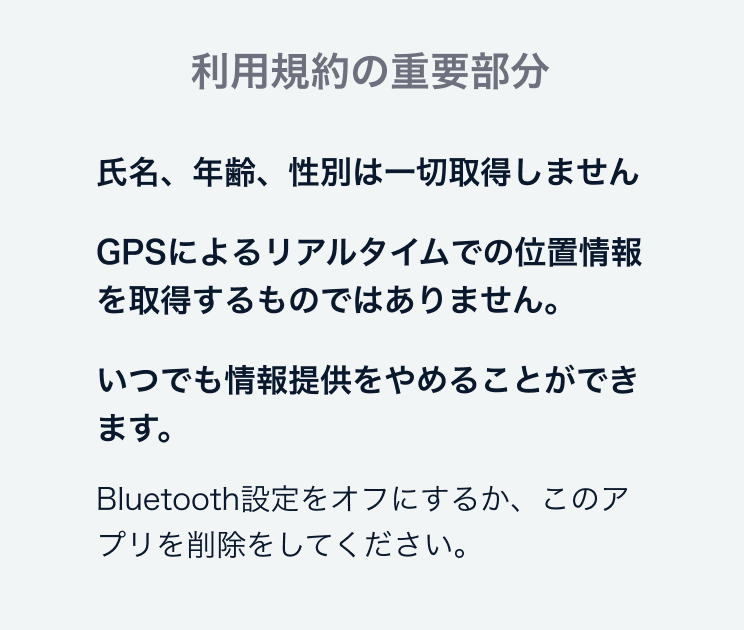 利用規約の重要部分
氏名、年齢、性別は一切取得しません
GPSによるリアルタイムでの位置情報
を取得するものではありません。
いつでも情報提供をやめることができ
ます。
Bluetooth設定をオフにするか、このア
プリを削除をしてください。